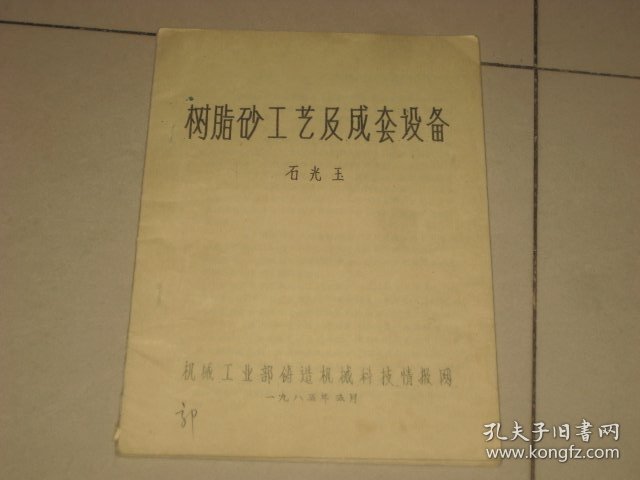 树脂砂工艺及成套设备
石光玉
机械工业部铸造机械科技情报网
一九八五年弍月
郭
孔夫子旧书网
www.kongfz.com